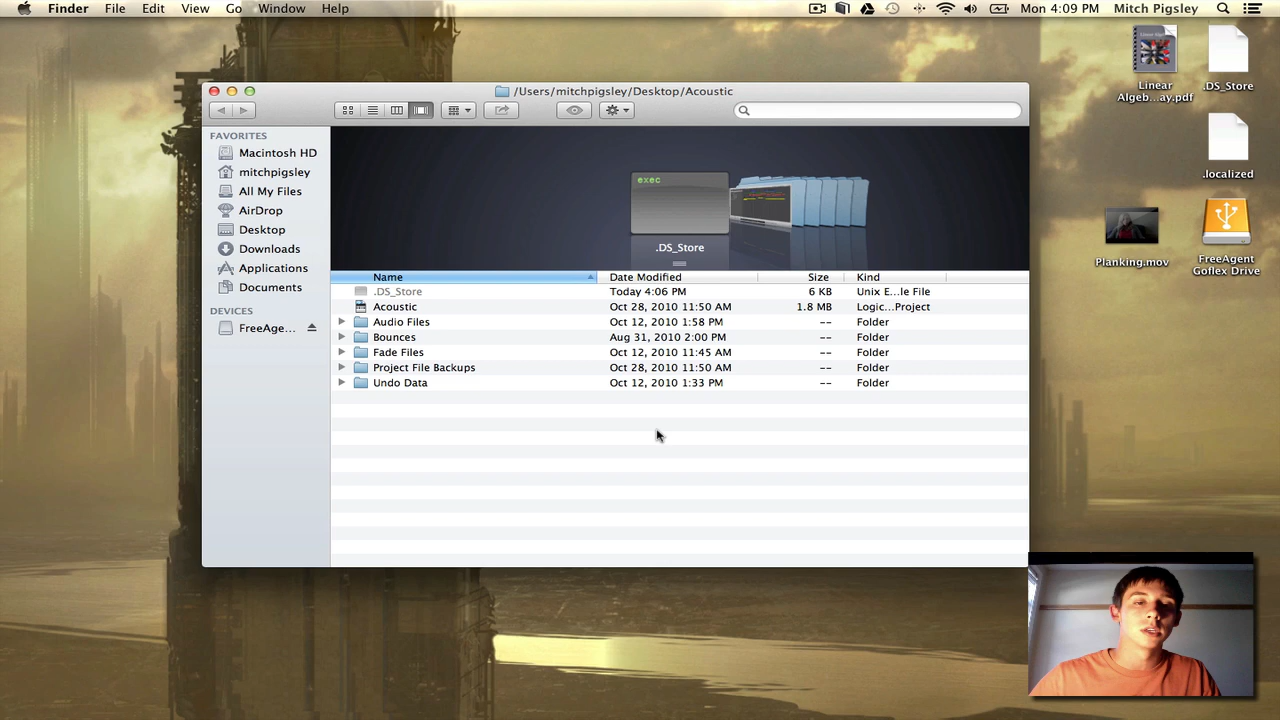 Finder File Edit View Go Window Help Mon 4:09 PM Mitch Pigsley
/Users/mitchpigsley/Desktop/Acoustic
FAVORITES
Macintosh HD
mitchpigsley
All My Files
AirDrop
Desktop
Downloads
Applications
Documents
DEVICES
FreeAge...
exec
.DS_Store
Name Date Modified Size Kind
.DS_Store Today 4:06 PM 6 KB Unix E...le File
Acoustic Oct 28, 2010 11:50 AM 1.8 MB Logic...Project
Audio Files Oct 12, 2010 1:58 PM -- Folder
Bounces Aug 31, 2010 2:00 PM -- Folder
Fade Files Oct 12, 2010 11:45 AM -- Folder
Project File Backups Oct 28, 2010 11:50 AM -- Folder
Undo Data Oct 12, 2010 1:33 PM -- Folder
Linear
Algeb...ay.pdf
.DS_Store
.localized
Planking.mov
FreeAgent
Goflex Drive